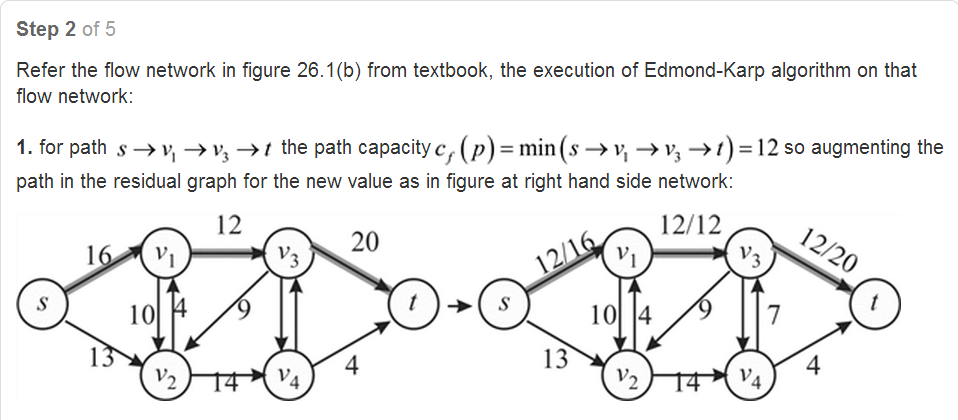 Step 2 of 5
Refer the flow network in figure 26.1(b) from textbook, the execution of Edmond-Karp algorithm on that
flow network:
1. for path s → v₁ → v₃ → t the path capacity c_f (p) = min(s → v₁ → v₃ → t) = 12 so augmenting the
path in the residual graph for the new value as in figure at right hand side network:
12 12/12
16 v₁ v₃ 20 12/16 v₁ v₃ 12/20
s 10 4 9 t → s 10 4 9 7 t
13 v₂ 14 v₄ 4 13 v₂ 14 v₄ 4